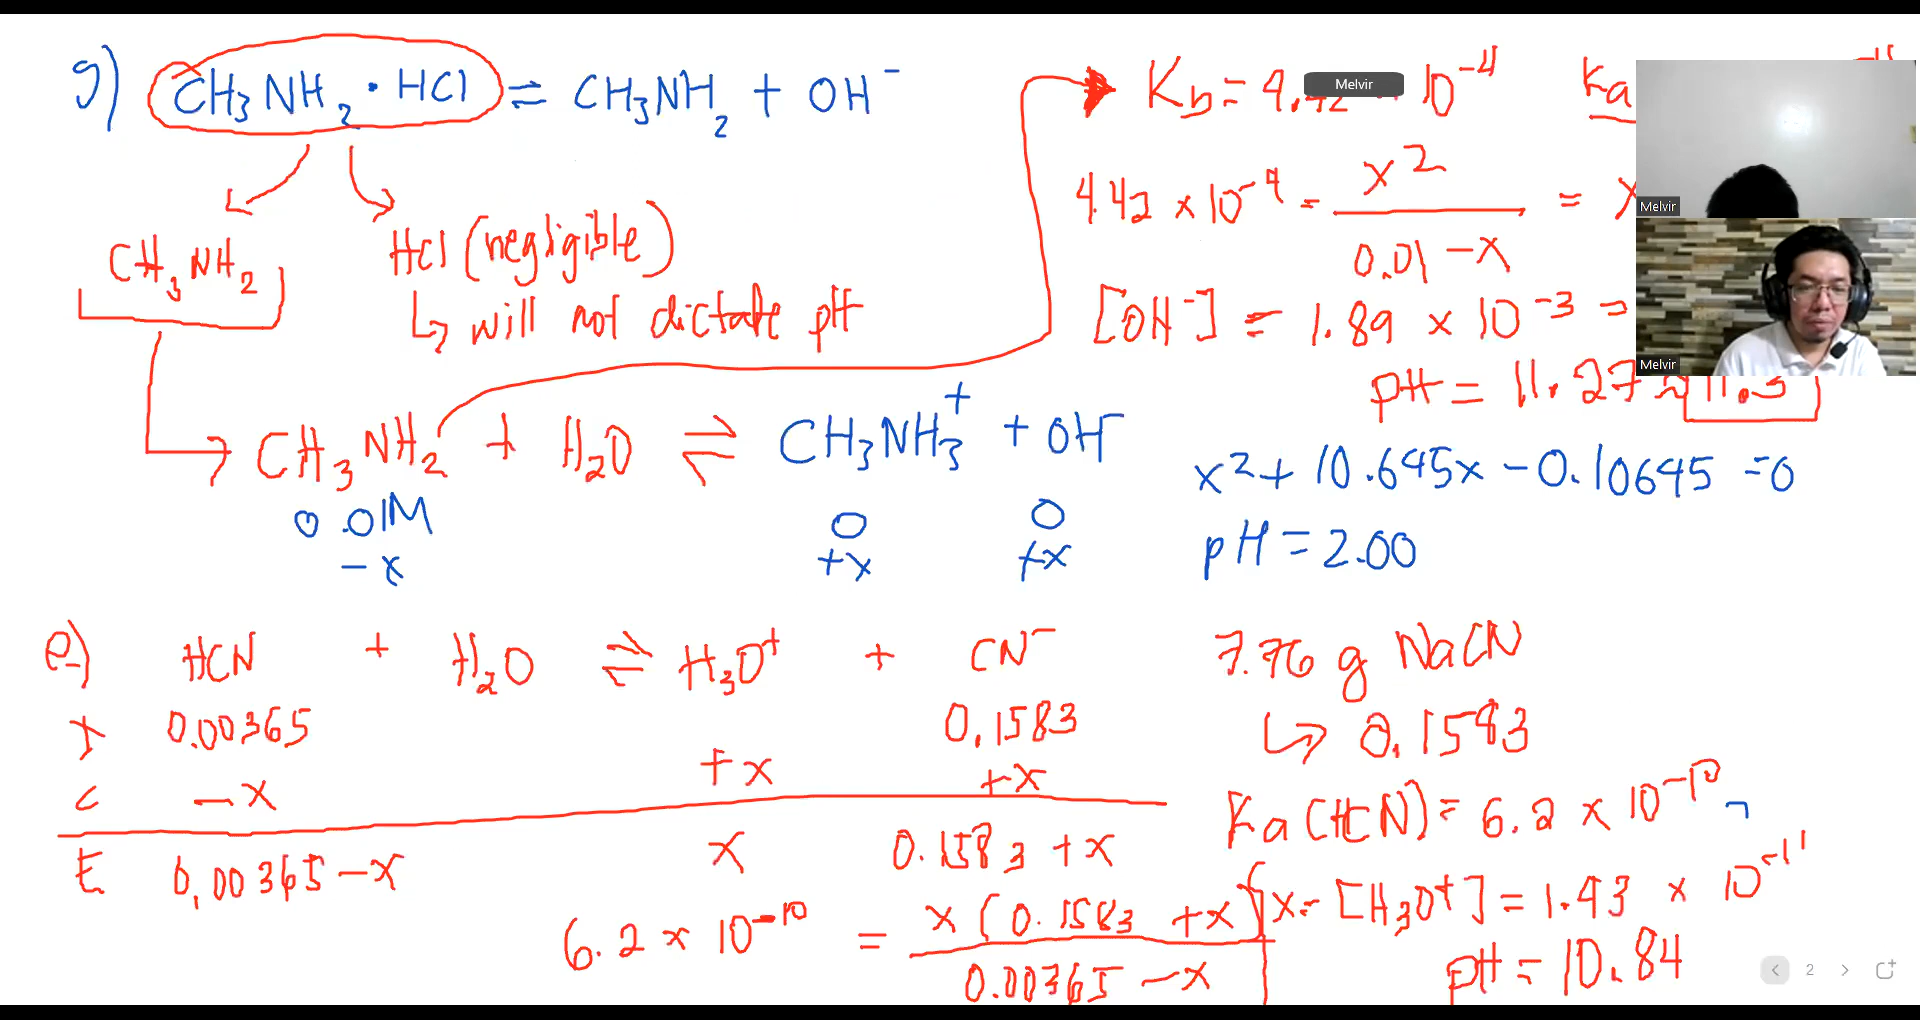 g) CH₃NH₂ · HCl ⇌ CH₃NH₂ + OH⁻
CH₃NH₂
HCl (negligible)
↳ will not dictate pH
CH₃NH₂ + H₂O ⇌ CH₃NH₃⁺ + OH⁻
0.01M 0 0
-x +x +x
Kb = 4.42 10⁻⁴ Ka
Melvir
4.42 x 10⁻⁴ = x² / 0.01 - x =
[OH⁻] = 1.89 x 10⁻³ =
pH = 11.27 ~ 11.3
x² + 10.645x - 0.10645 = 0
pH = 2.00
Melvir
Melvir
e) HCN + H₂O ⇌ H₃O⁺ + CN⁻
I 0.00365 0.1583
C -x +x +x
E 0.00365 - x x 0.1583 + x
6.2 x 10⁻¹⁰ = x (0.1583 + x) / 0.00365 - x
7.76 g NaCN
↳ 0.1583
Ka (HCN) = 6.2 x 10⁻¹⁰
x = [H₃O⁺] = 1.43 x 10⁻¹¹
pH = 10.84
2